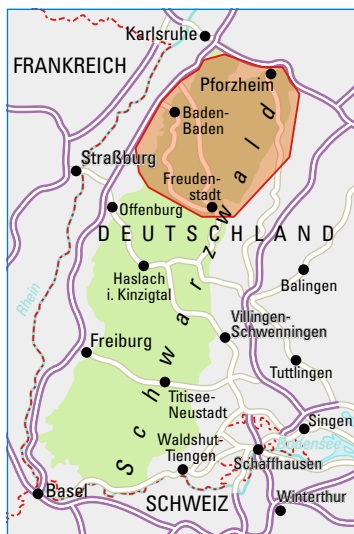 Karlsruhe
FRANKREICH
Pforzheim
Baden-
Baden
Straßburg
Freuden-
stadt
Offenburg
DEUTSCHLAND
Schwarzwald
Haslach
i. Kinzigtal
Balingen
Rhein
Villingen-
Schwenningen
Freiburg
Tuttlingen
Titisee-
Neustadt
Singen
Waldshut-
Tiengen
Bodensee
Schaffhausen
Basel
SCHWEIZ
Winterthur